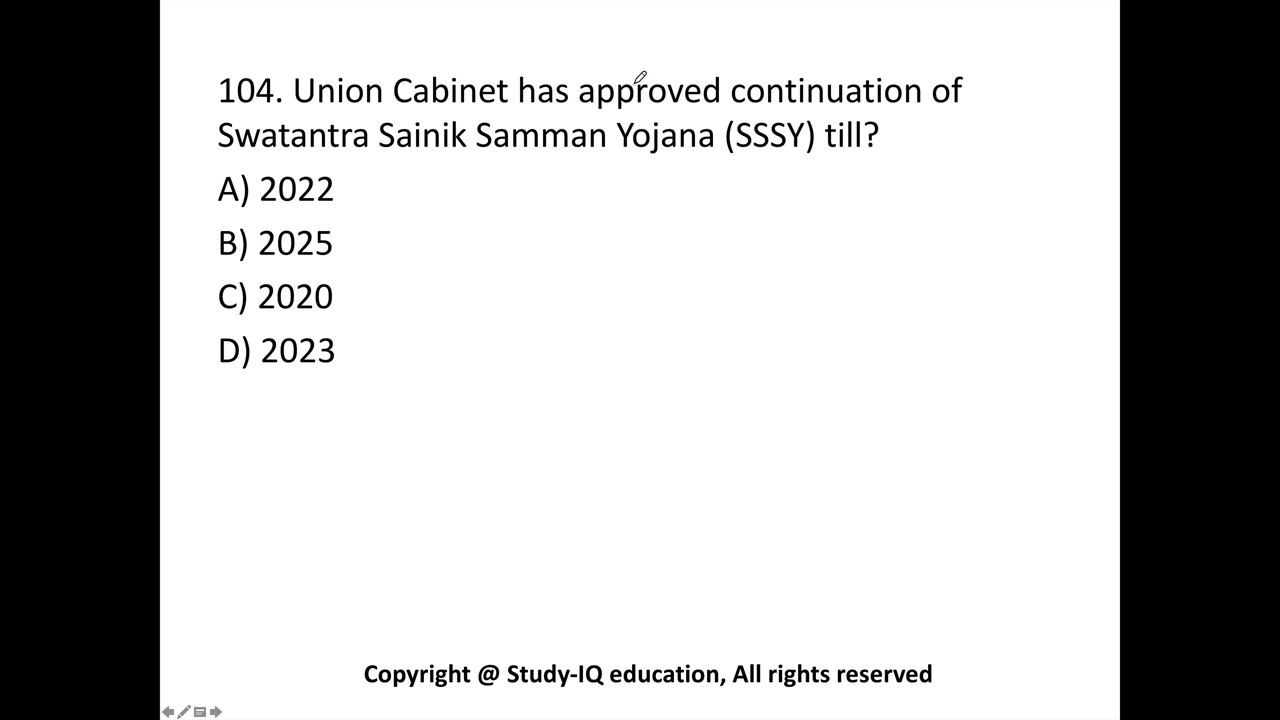 104. Union Cabinet has approved continuation of
Swatantra Sainik Samman Yojana (SSSY) till?
A) 2022
B) 2025
C) 2020
D) 2023
Copyright @ Study-IQ education, All rights reserved